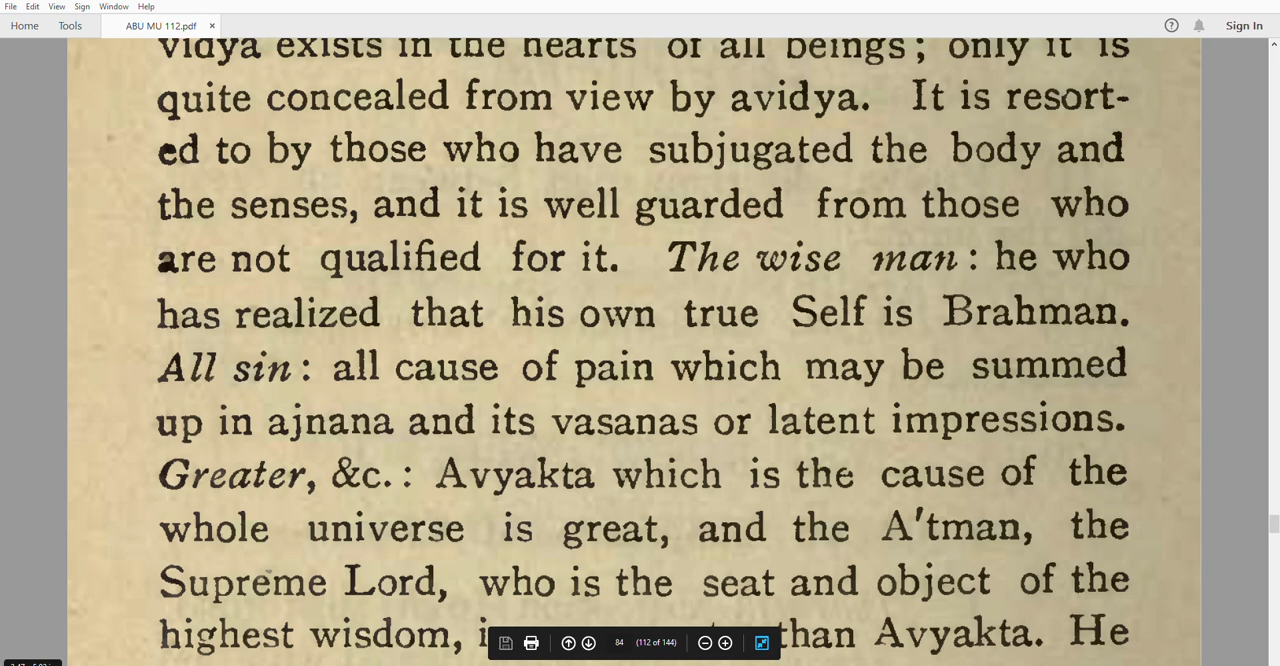 File Edit View Sign Window Help
Home Tools ABU MU 112.pdf × Sign In
vidya exists in the hearts of all beings; only it is
quite concealed from view by avidya. It is resort-
ed to by those who have subjugated the body and
the senses, and it is well guarded from those who
are not qualified for it. The wise man: he who
has realized that his own true Self is Brahman.
All sin: all cause of pain which may be summed
up in ajnana and its vasanas or latent impressions.
Greater, &c.: Avyakta which is the cause of the
whole universe is great, and the A'tman, the
Supreme Lord, who is the seat and object of the
highest wisdom, than Avyakta. He
84 (112 of 144)